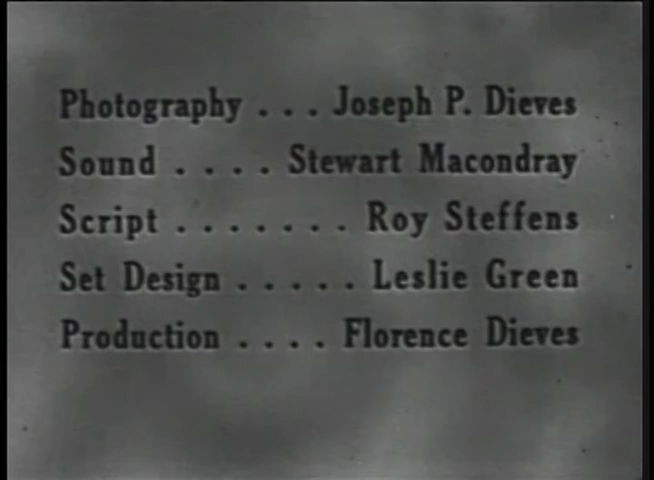 Photography . . . Joseph P. Dieves
Sound . . . . Stewart Macondray
Script . . . . . . . Roy Steffens
Set Design . . . . . Leslie Green
Production . . . . Florence Dieves